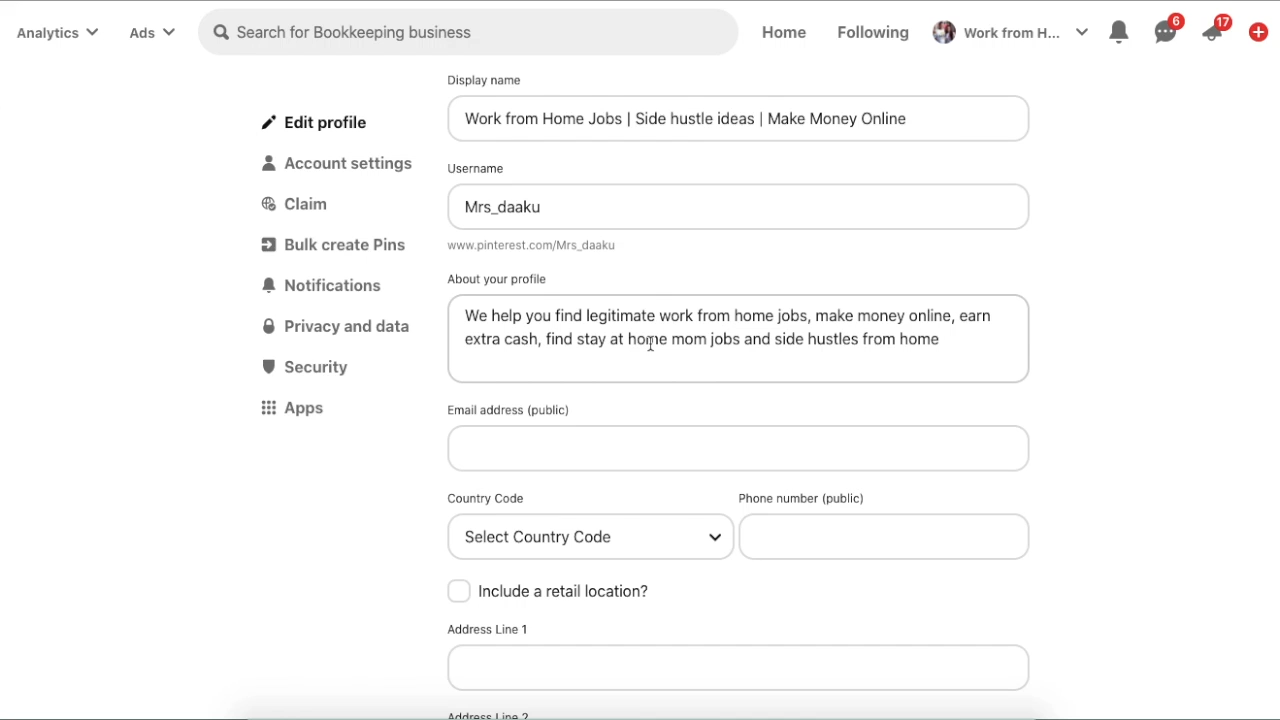 Analytics
Ads
Search for Bookkeeping business
Home
Following
Work from H...
6
17
Display name
Work from Home Jobs | Side hustle ideas | Make Money Online
Edit profile
Account settings
Claim
Bulk create Pins
Notifications
Privacy and data
Security
Apps
Username
Mrs_daaku
www.pinterest.com/Mrs_daaku
About your profile
We help you find legitimate work from home jobs, make money online, earn
extra cash, find stay at home mom jobs and side hustles from home
Email address (public)
Country Code
Phone number (public)
Select Country Code
Include a retail location?
Address Line 1
Address Line 2